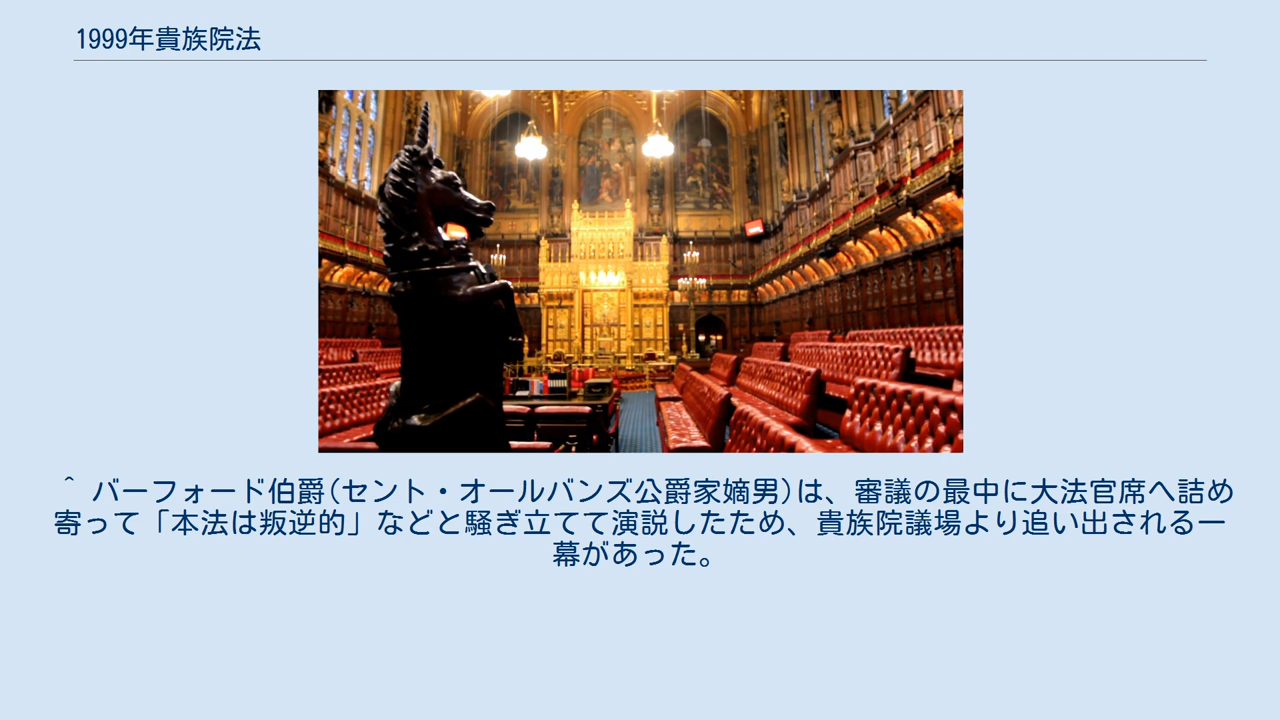 1999年貴族院法
^ バーフォード伯爵(セント・オールバンズ公爵家嫡男)は、審議の最中に大法官席へ詰め
寄って「本法は叛逆的」などと騒ぎ立てて演説したため、貴族院議場より追い出される一
幕があった。